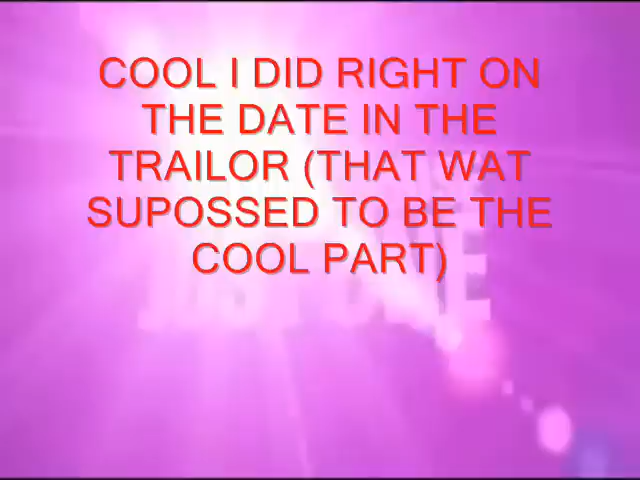 COOL I DID RIGHT ON
THE DATE IN THE
TRAILOR (THAT WAT
SUPOSSED TO BE THE
COOL PART)